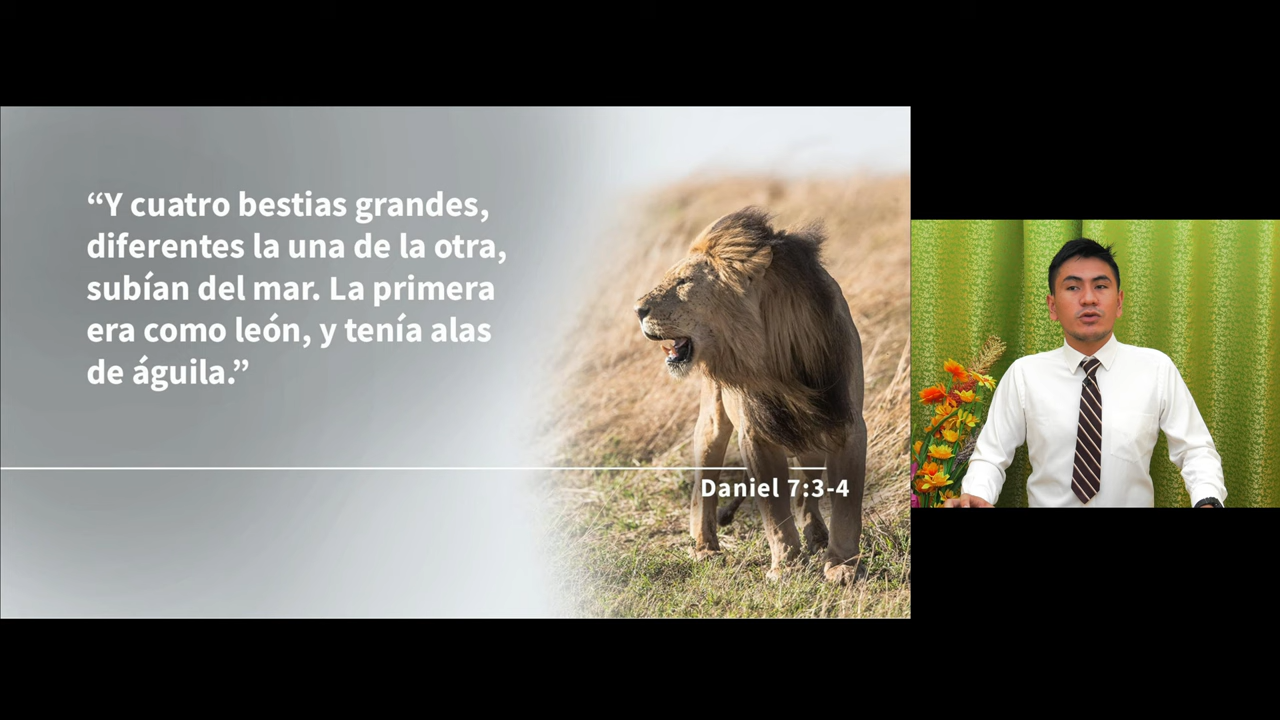 “Y cuatro bestias grandes,
diferentes la una de la otra,
subían del mar. La primera
era como león, y tenía alas
de águila.”
Daniel 7:3-4